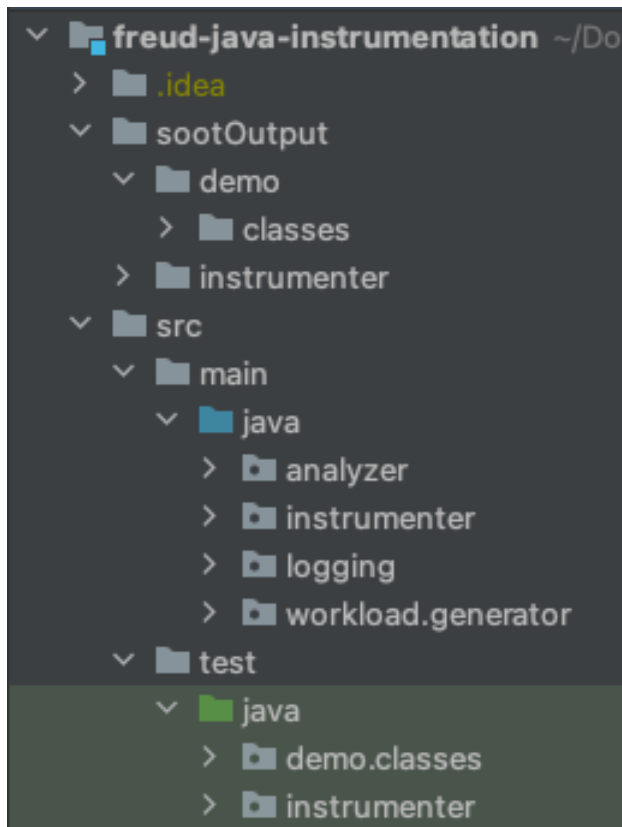 freud-java-instrumentation ~/Do
.idea
sootOutput
demo
classes
instrumenter
src
main
java
analyzer
instrumenter
logging
workload.generator
test
java
demo.classes
instrumenter